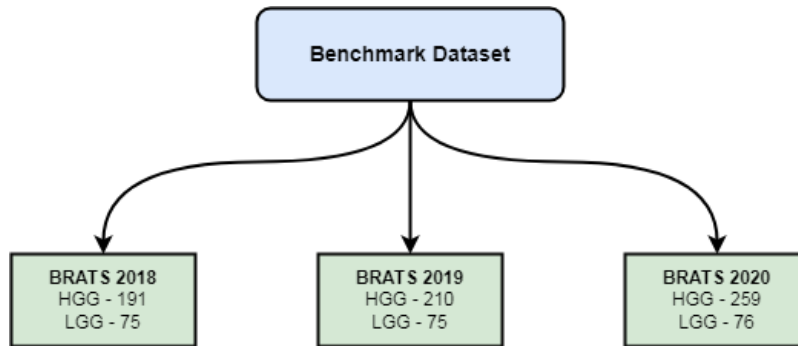 Benchmark Dataset
BRATS 2018
HGG - 191
LGG - 75
BRATS 2019
HGG - 210
LGG - 75
BRATS 2020
HGG - 259
LGG - 76